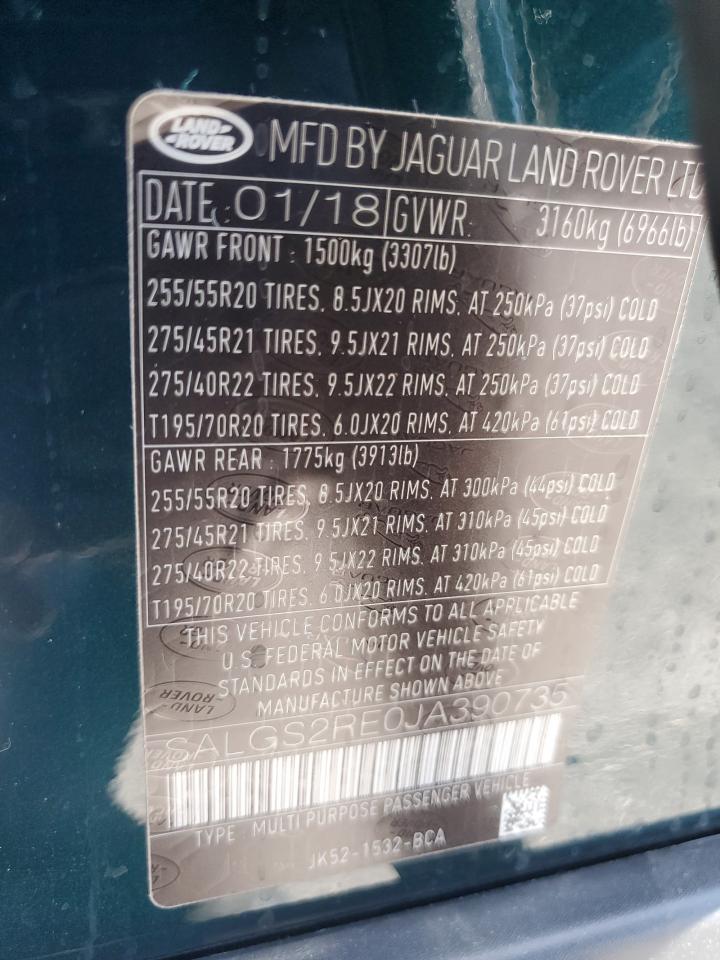 LAND ROVER
MFD BY JAGUAR LAND ROVER LTD
DATE: 01/18 GVWR: 3160kg (6966lb)
GAWR FRONT : 1500kg (3307lb)
255/55R20 TIRES, 8.5JX20 RIMS, AT 250kPa (37psi) COLD
275/45R21 TIRES, 9.5JX21 RIMS, AT 250kPa (37psi) COLD
275/40R22 TIRES, 9.5JX22 RIMS, AT 250kPa (37psi) COLD
T195/70R20 TIRES, 6.0JX20 RIMS, AT 420kPa (61psi) COLD
GAWR REAR : 1775kg (3913lb)
255/55R20 TIRES, 8.5JX20 RIMS, AT 300kPa (44psi) COLD
275/45R21 TIRES, 9.5JX21 RIMS, AT 310kPa (45psi) COLD
275/40R22 TIRES, 9.5JX22 RIMS, AT 310kPa (45psi) COLD
T195/70R20 TIRES, 6.0JX20 RIMS, AT 420kPa (61psi) COLD
THIS VEHICLE CONFORMS TO ALL APPLICABLE
U.S. FEDERAL MOTOR VEHICLE SAFETY
STANDARDS IN EFFECT ON THE DATE OF
MANUFACTURE SHOWN ABOVE
SALGS2RE0JA390735
TYPE : MULTI PURPOSE PASSENGER VEHICLE
JK52-1532-BCA